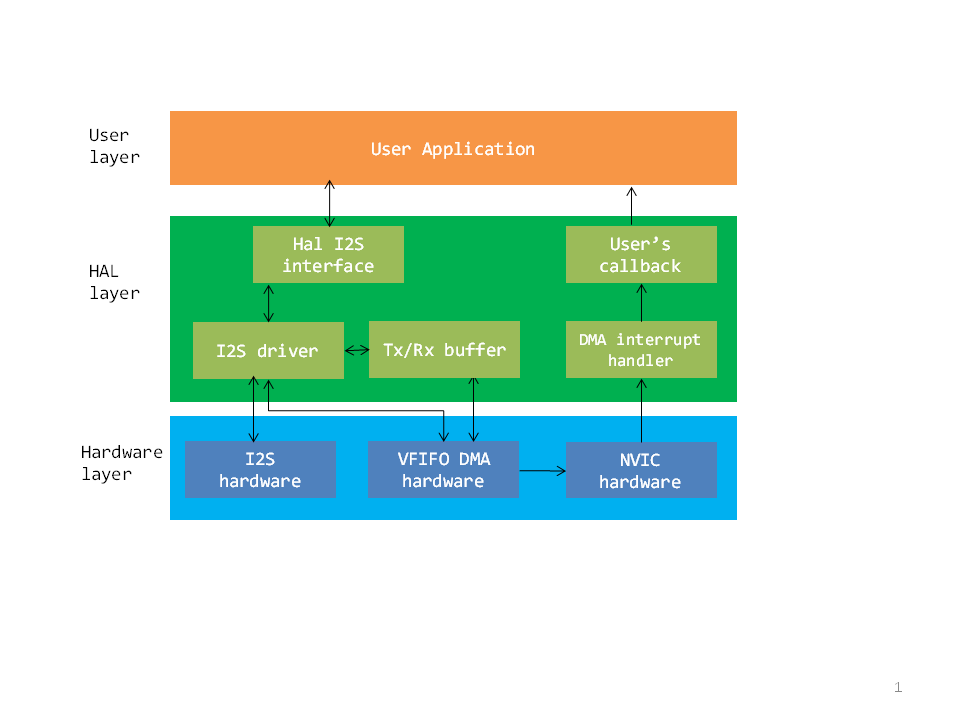 User
layer
User Application
HAL
layer
Hal I2S
interface
User’s
callback
I2S driver
Tx/Rx buffer
DMA interrupt
handler
Hardware
layer
I2S
hardware
VFIFO DMA
hardware
NVIC
hardware
1